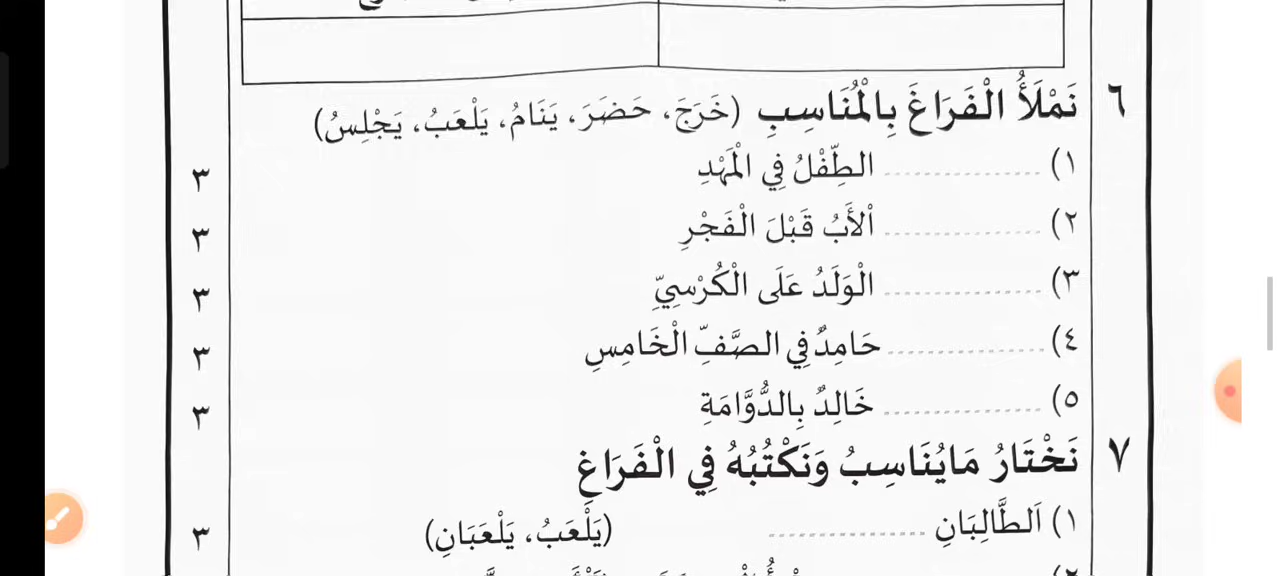 ٦ نَمْلَأُ الْفَرَاغَ بِالْمُنَاسِبِ (خَرَجَ، حَضَرَ، يَنَامُ، يَلْعَبُ، يَجْلِسُ)
١) .............. الطِّفْلُ فِي الْمَهْدِ ٣
٢) .............. اْلأَبُ قَبْلَ الْفَجْرِ ٣
٣) .............. الْوَلَدُ عَلَى الْكُرْسِيِّ ٣
٤) .............. حَامِدٌ فِي الصَّفِّ الْخَامِسِ ٣
٥) .............. خَالِدٌ بِالدُّوَّامَةِ ٣
٧ نَخْتَارُ مَايُنَاسِبُ وَنَكْتُبُهُ فِي الْفَرَاغِ
١) اَلطَّالِبَانِ .............. (يَلْعَبُ، يَلْعَبَانِ) ٣